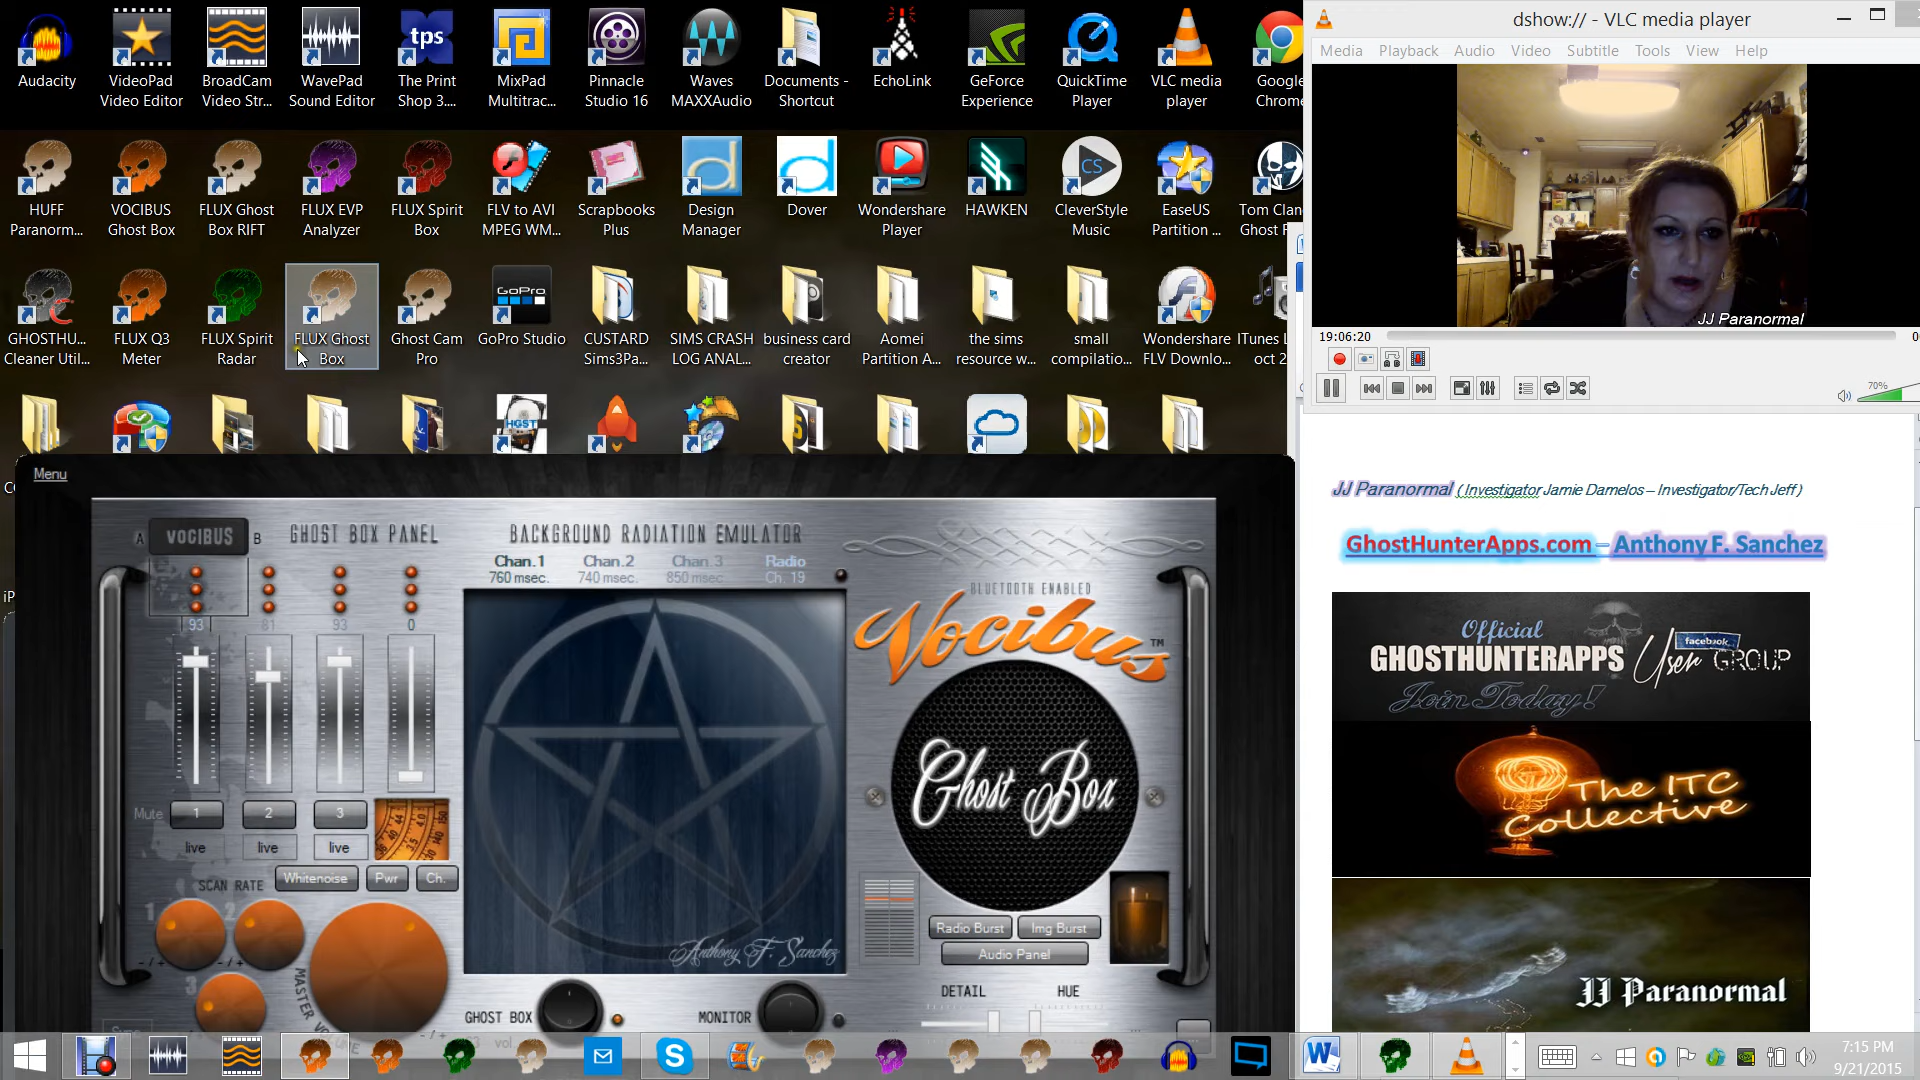 Audacity
VideoPad Video Editor
BroadCam Video Str...
WavePad Sound Editor
The Print Shop 3....
MixPad Multitrac...
Pinnacle Studio 16
Waves MAXXAudio
Documents - Shortcut
EchoLink
GeForce Experience
QuickTime Player
VLC media player
Google Chrome
tps
HUFF Paranorm...
VOCIBUS Ghost Box
FLUX Ghost Box RIFT
FLUX EVP Analyzer
FLUX Spirit Box
FLV to AVI MPEG WM...
Scrapbooks Plus
Design Manager
Dover
Wondershare Player
HAWKEN
CS
CleverStyle Music
EaseUS Partition ...
Tom Clan
GHOSTHU... Cleaner Util...
FLUX Q3 Meter
FLUX Spirit Radar
FLUX Ghost Box
Ghost Cam Pro
GoPro
GoPro Studio
CUSTARD Sims3Pa...
SIMS CRASH LOG ANAL...
business card creator
Aomei Partition A...
the sims resource w...
small compilatio...
Wondershare FLV Downlo...
ITunes L
oct 2
HGST
dshow:// - VLC media player
Media Playback Audio Video Subtitle Tools View Help
JJ Paranormal
19:06:20
70%
Menu
A VOCIBUS B
GHOST BOX PANEL
BACKGROUND RADIATION EMULATOR
Chan.1 Chan.2 Chan.3 Radio
760 msec. 740 msec. 850 msec. Ch. 19
93 81 93 0
Mute 1 2 3
live live live
SCAN RATE Whitenoise Pwr Ch.
1 2
- / + - / +
3
MASTER VOLUME
Anthony F. Sanchez
GHOST BOX
MONITOR
BLUETOOTH ENABLED
Vocibus™
Ghost Box
Radio Burst Img Burst
Audio Panel
DETAIL HUE
JJ Paranormal ( Investigator Jamie Damelos – Investigator/Tech Jeff )
GhostHunterApps.com – Anthony F. Sanchez
Official
GHOSTHUNTERAPPS User GROUP
facebook
Join Today!
The ITC Collective
JJ Paranormal
7:15 PM
9/21/2015